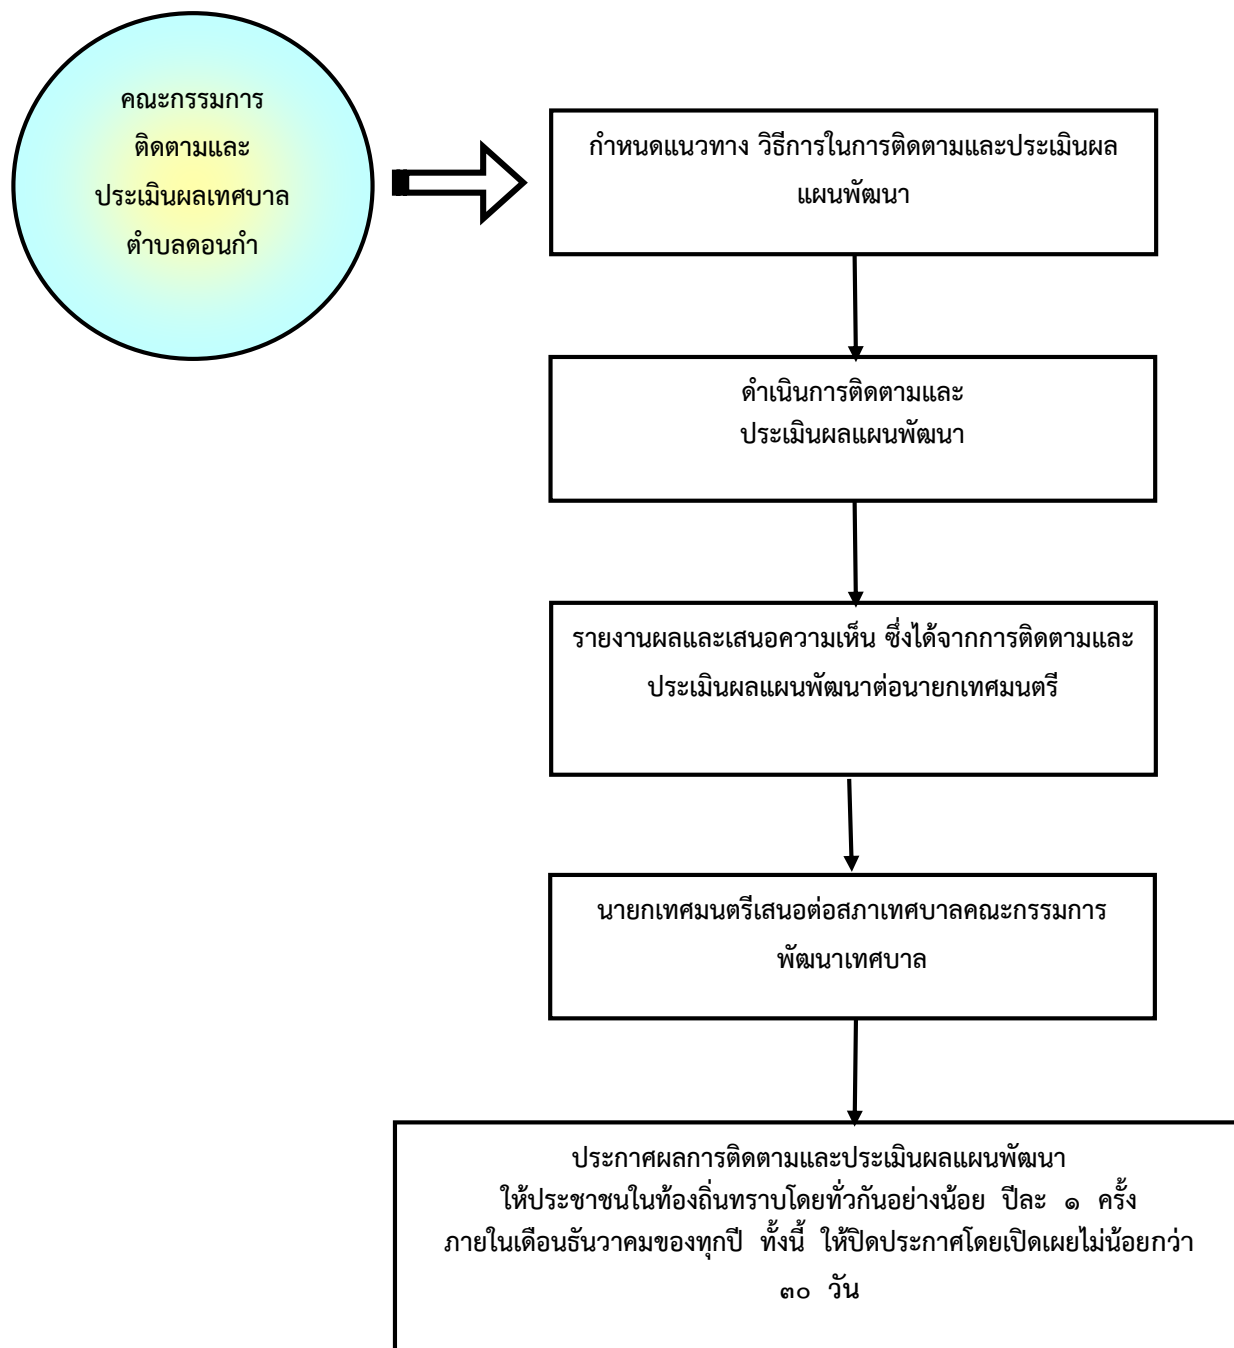 คณะกรรมการ
ติดตามและ
ประเมินผลเทศบาล
ตำบลดอนกำ
กำหนดแนวทาง วิธีการในการติดตามและประเมินผล
แผนพัฒนา
ดำเนินการติดตามและ
ประเมินผลแผนพัฒนา
รายงานผลและเสนอความเห็น ซึ่งได้จากการติดตามและ
ประเมินผลแผนพัฒนาต่อนายกเทศมนตรี
นายกเทศมนตรีเสนอต่อสภาเทศบาลคณะกรรมการ
พัฒนาเทศบาล
ประกาศผลการติดตามและประเมินผลแผนพัฒนา
ให้ประชาชนในท้องถิ่นทราบโดยทั่วกันอย่างน้อย ปีละ ๑ ครั้ง
ภายในเดือนธันวาคมของทุกปี ทั้งนี้ ให้ปิดประกาศโดยเปิดเผยไม่น้อยกว่า
๓๐ วัน